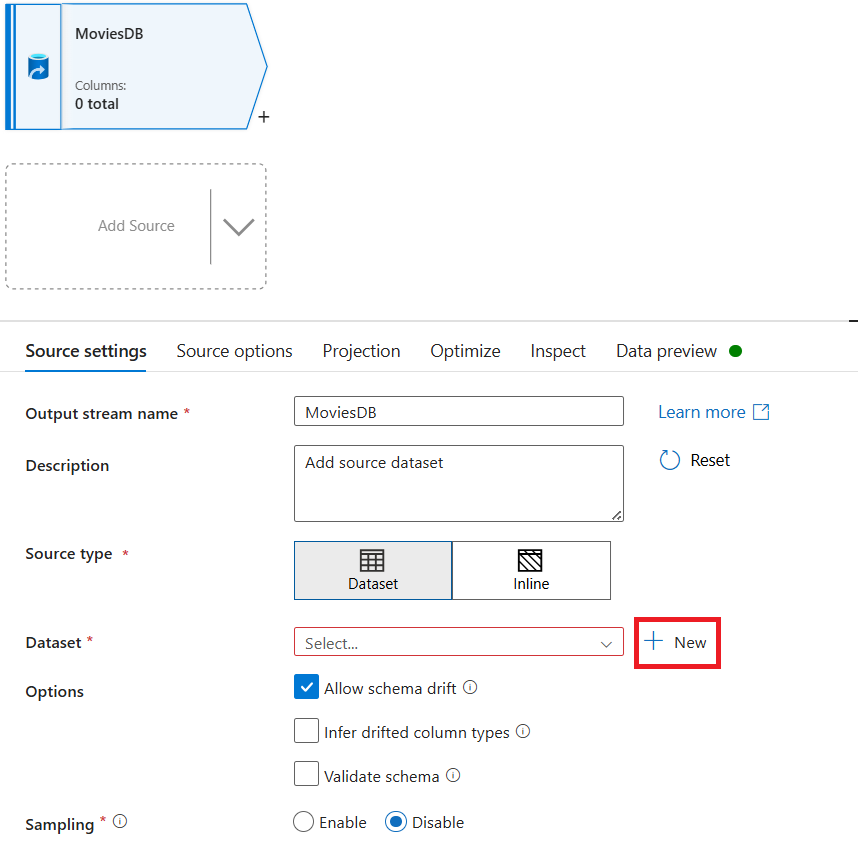 MoviesDB
Columns:
0 total
+
Add Source
Source settings Source options Projection Optimize Inspect Data preview
Output stream name * MoviesDB Learn more
Description Add source dataset Reset
Source type * Dataset Inline
Dataset * Select... + New
Options Allow schema drift
Infer drifted column types
Validate schema
Sampling * Enable Disable